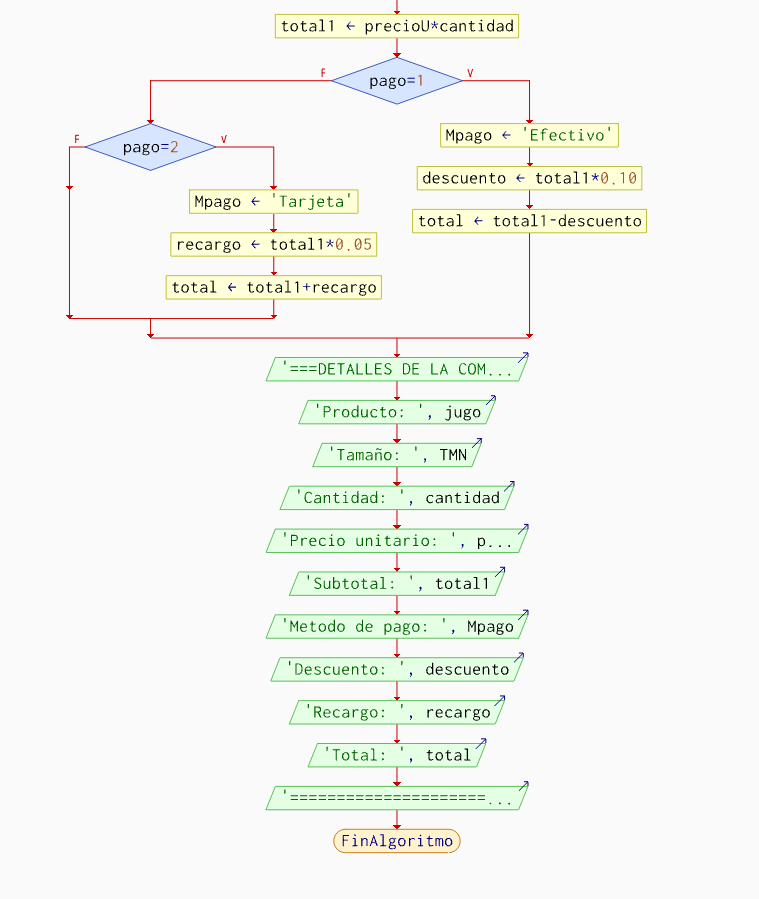 total1 ← precioU*cantidad
pago=1
F
V
pago=2
F
V
Mpago ← 'Efectivo'
descuento ← total1*0.10
total ← total1-descuento
Mpago ← 'Tarjeta'
recargo ← total1*0.05
total ← total1+recargo
'===DETALLES DE LA COM...
'Producto: ', jugo
'Tamaño: ', TMN
'Cantidad: ', cantidad
'Precio unitario: ', p...
'Subtotal: ', total1
'Metodo de pago: ', Mpago
'Descuento: ', descuento
'Recargo: ', recargo
'Total: ', total
'=====================...
FinAlgoritmo